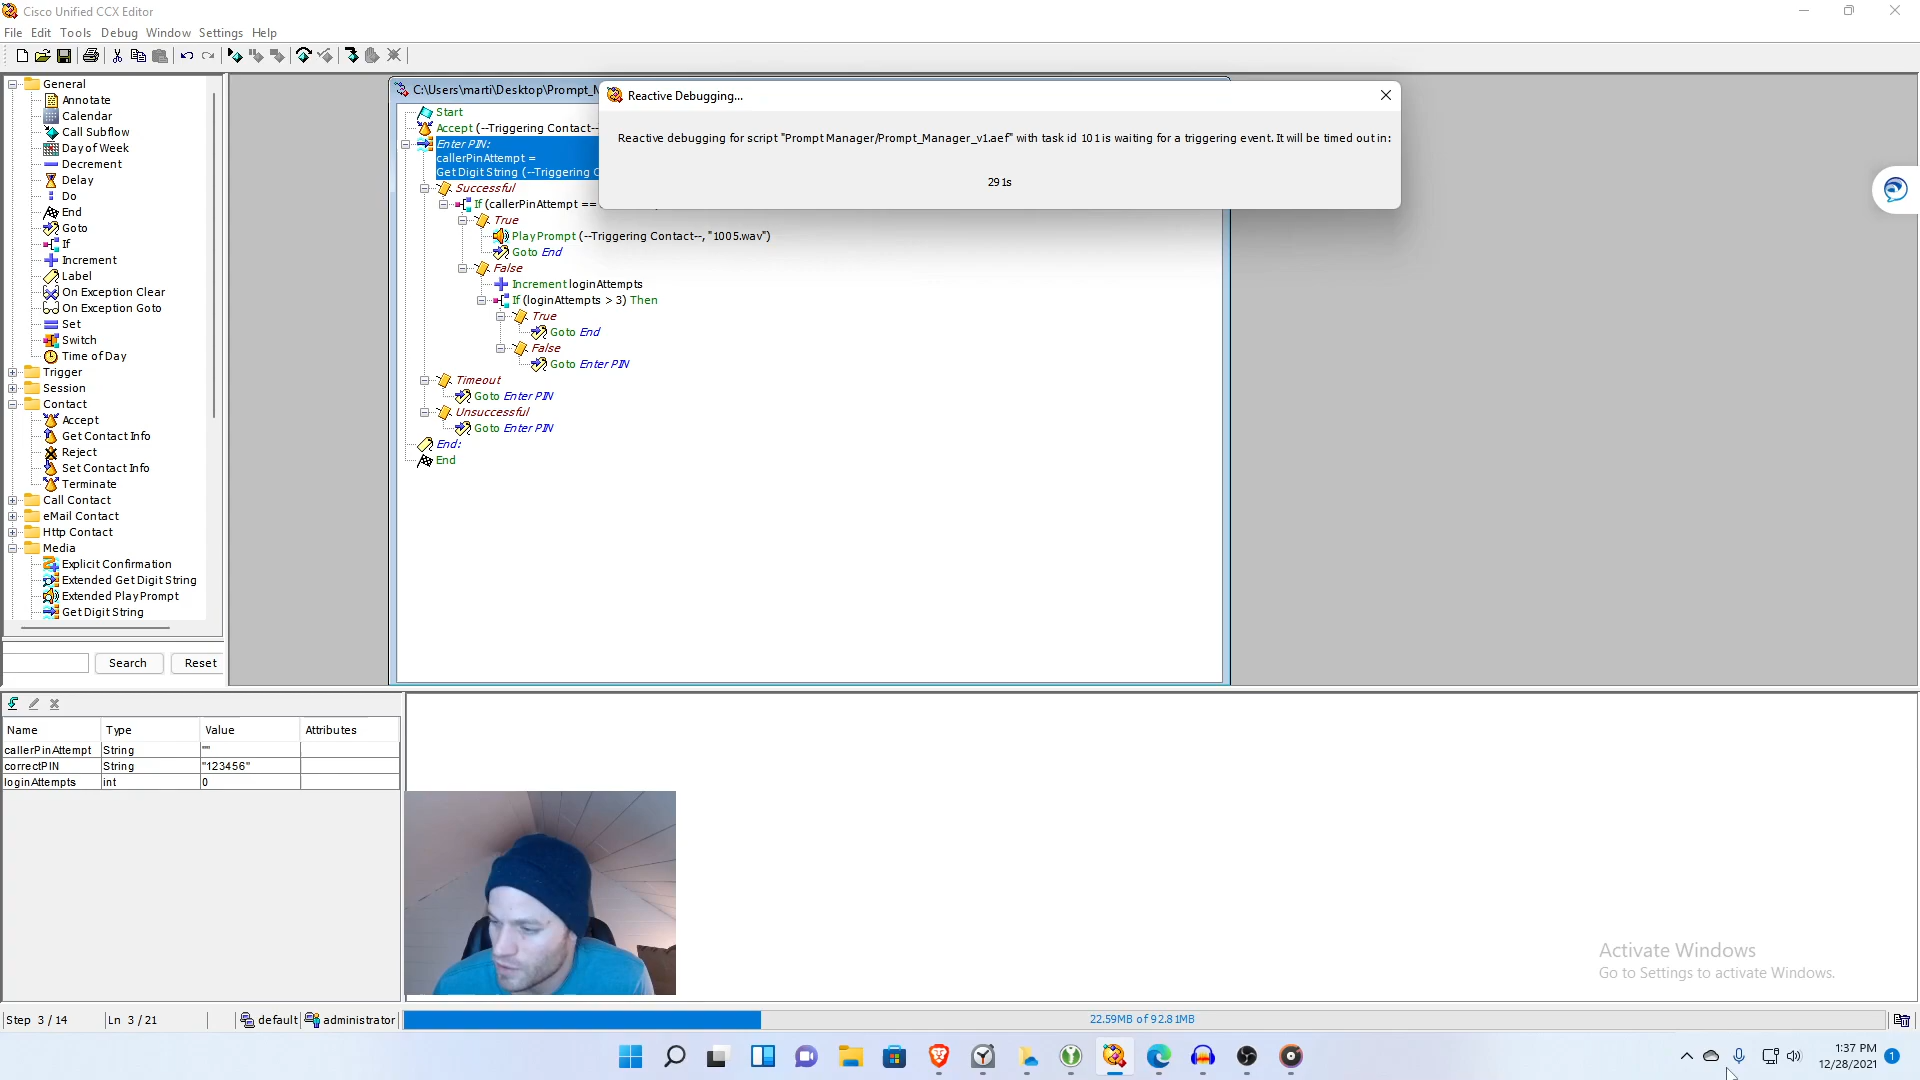 Cisco Unified CCX Editor
File Edit Tools Debug Window Settings Help
General
Annotate
Calendar
Call Subflow
Day of Week
Decrement
Delay
Do
End
Goto
If
Increment
Label
On Exception Clear
On Exception Goto
Set
Switch
Time of Day
Trigger
Session
Contact
Accept
Get Contact Info
Reject
Set Contact Info
Terminate
Call Contact
eMail Contact
Http Contact
Media
Explicit Confirmation
Extended Get Digit String
Extended Play Prompt
Get Digit String
Search Reset
C:\Users\marti\Desktop\Prompt_
Start
Accept (--Triggering Contact--
Enter PIN:
callerPinAttempt =
Get Digit String (--Triggering
Successful
If (callerPinAttempt ==
True
Play Prompt (--Triggering Contact--, "1005.wav")
Goto End
False
Increment loginAttempts
If (loginAttempts > 3) Then
True
Goto End
False
Goto Enter PIN
Timeout
Goto Enter PIN
Unsuccessful
Goto Enter PIN
End:
End
Reactive Debugging...
Reactive debugging for script "Prompt Manager/Prompt_Manager_v1.aef" with task id 101 is waiting for a triggering event. It will be timed out in:
291s
Name Type Value Attributes
callerPinAttempt String ""
correctPIN String "123456"
loginAttempts int 0
Activate Windows
Go to Settings to activate Windows.
Step 3 / 14 Ln 3 / 21 default administrator 22.59MB of 92.81MB
1:37 PM
12/28/2021 1